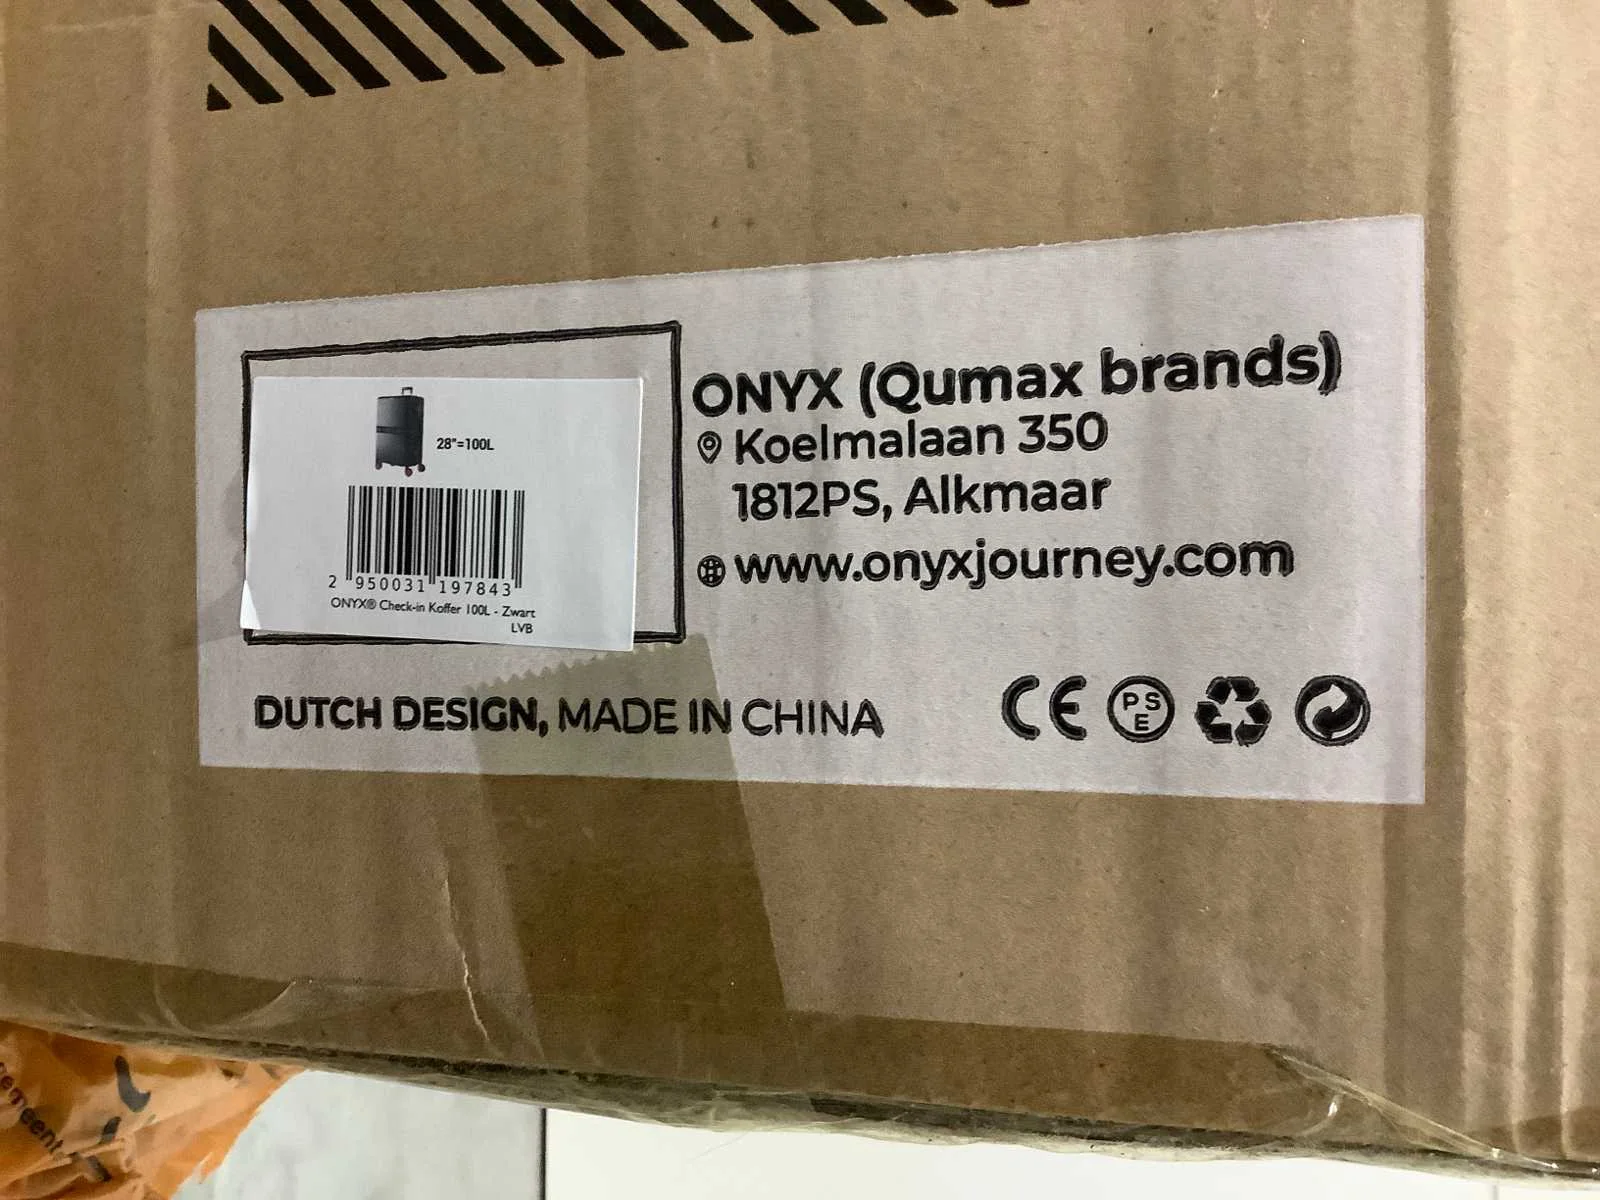 28"=100L
2 950031 197843
ONYX® Check-in Koffer 100L - Zwart
LVB
ONYX (Qumax brands)
Koelmalaan 350
1812PS, Alkmaar
www.onyxjourney.com
DUTCH DESIGN, MADE IN CHINA
CE
PSE